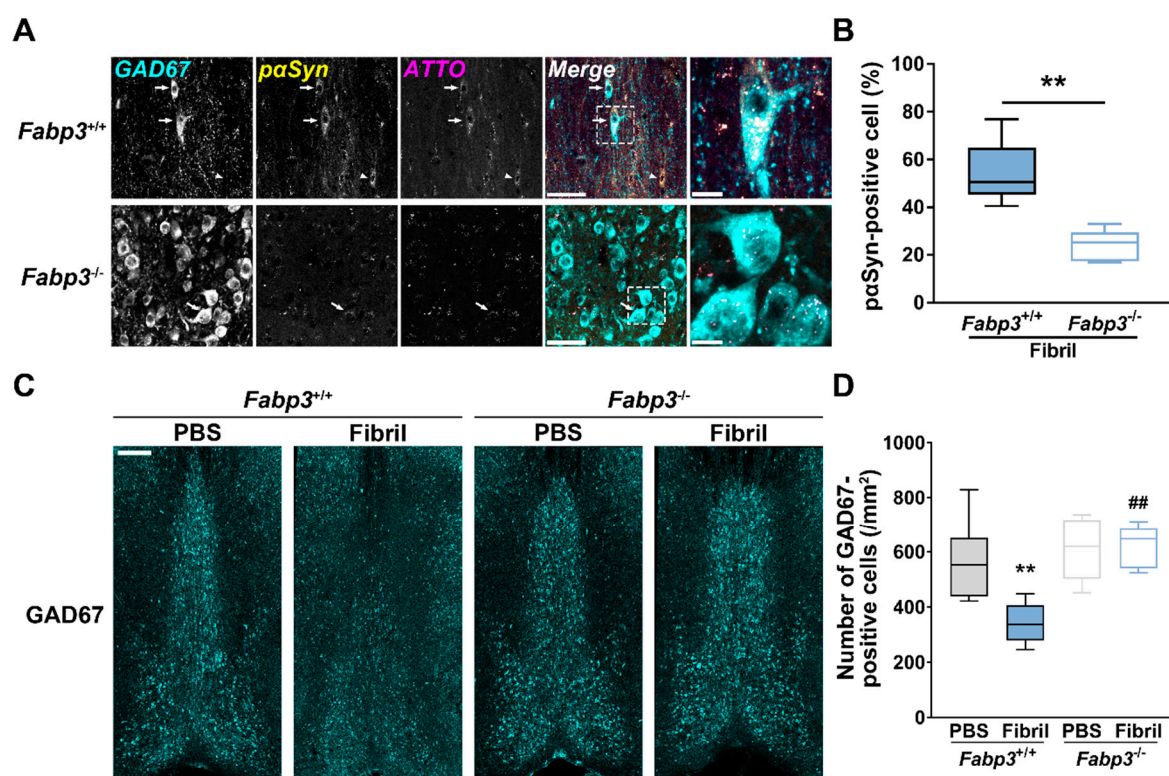 A
GAD67 pαSyn ATTO Merge
Fabp3+/+
Fabp3-/-
B
pαSyn-positive cell (%)
100
80
60
40
20
0
**
Fabp3+/+ Fabp3-/-
Fibril
C
Fabp3+/+ Fabp3-/-
PBS Fibril PBS Fibril
GAD67
D
Number of GAD67-
positive cells (/mm²)
1000
800
600
400
200
0
**
##
PBS Fibril PBS Fibril
Fabp3+/+ Fabp3-/-